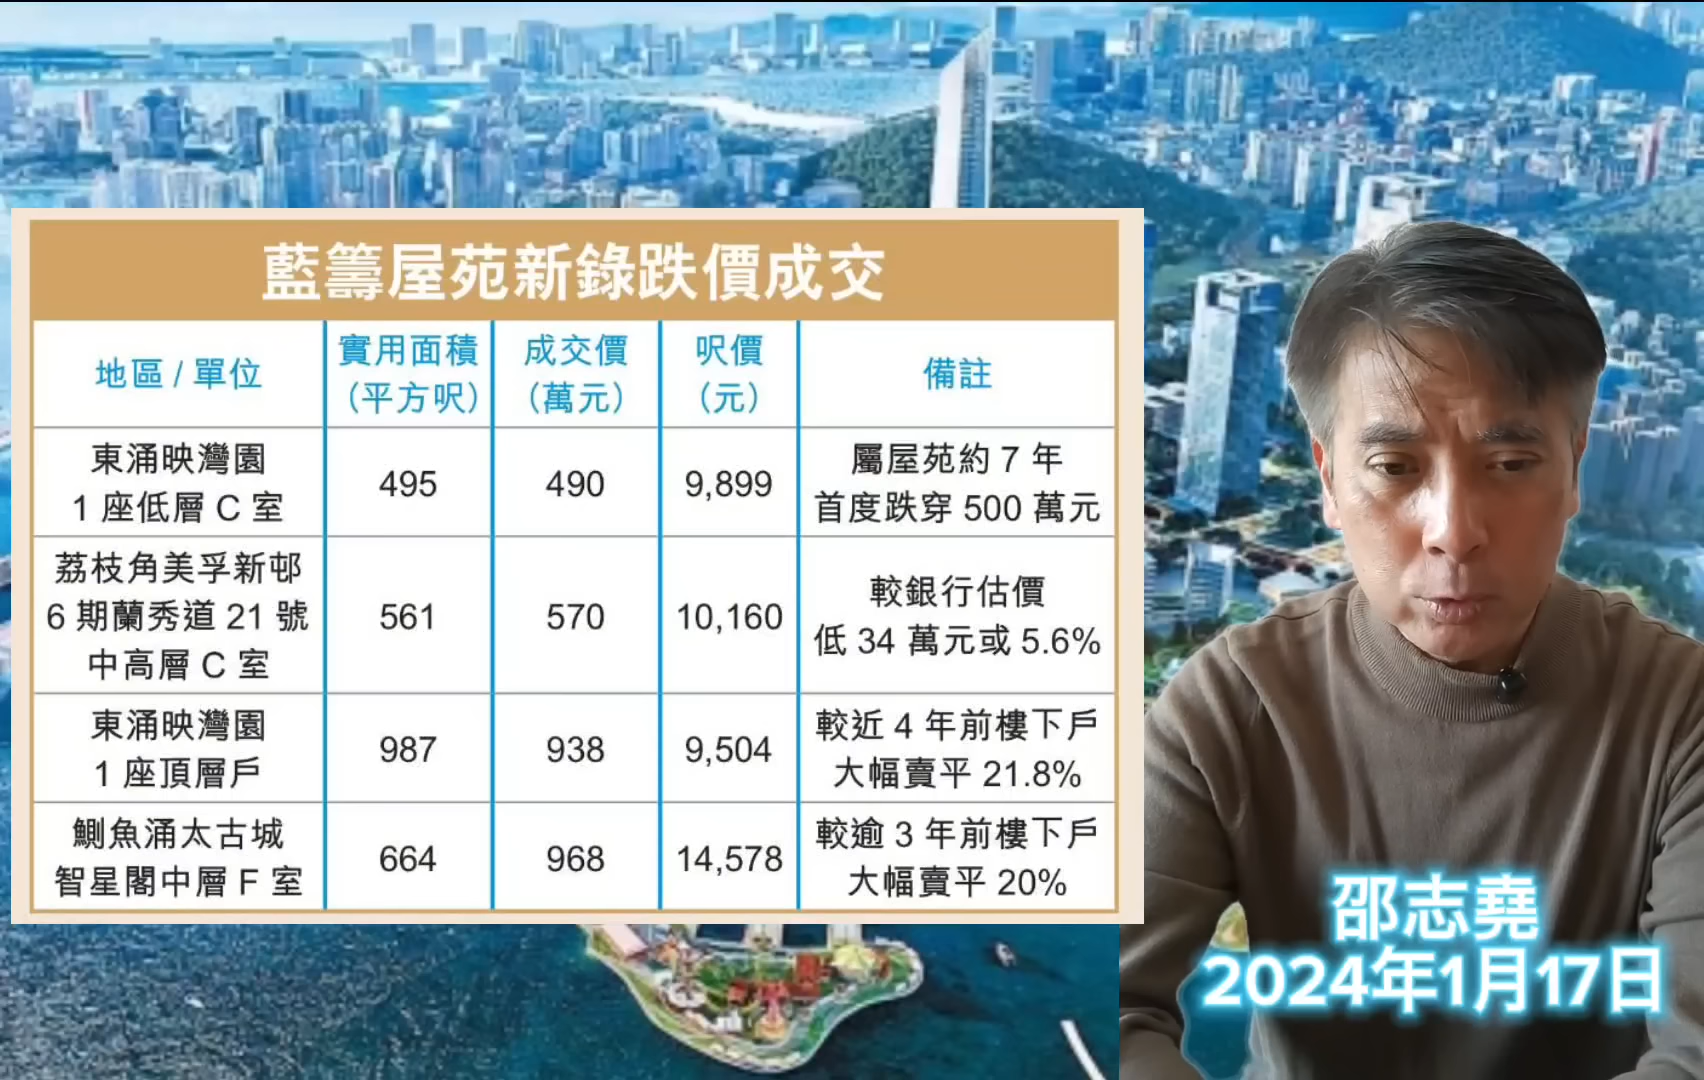 藍籌屋苑新錄跌價成交
地區 / 單位
實用面積
（平方呎）
成交價
（萬元）
呎價
（元）
備註
東涌映灣園
1 座低層 C 室
495
490
9,899
屬屋苑約 7 年
首度跌穿 500 萬元
荔枝角美孚新邨
6 期蘭秀道 21 號
中高層 C 室
561
570
10,160
較銀行估價
低 34 萬元或 5.6%
東涌映灣園
1 座頂層戶
987
938
9,504
較近 4 年前樓下戶
大幅賣平 21.8%
鰂魚涌太古城
智星閣中層 F 室
664
968
14,578
較逾 3 年前樓下戶
大幅賣平 20%
邵志堯
2024年1月17日